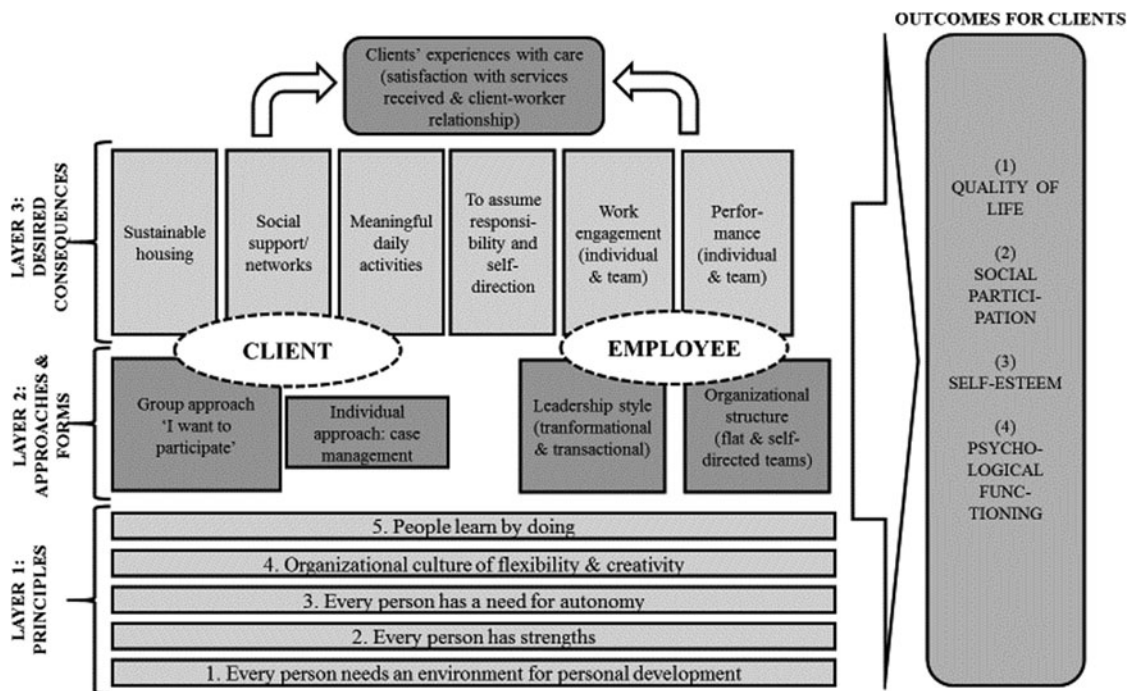 OUTCOMES FOR CLIENTS
Clients' experiences with care
(satisfaction with services
received & client-worker
relationship)
LAYER 3:
DESIRED
CONSEQUENCES
Sustainable
housing
Social
support/
networks
Meaningful
daily
activities
To assume
responsi-
bility and
self-
direction
Work
engagement
(individual
& team)
Perfor-
mance
(individual
& team)
CLIENT
EMPLOYEE
LAYER 2:
APPROACHES &
FORMS
Group approach
'I want to
participate'
Individual
approach: case
management
Leadership style
(tranformational
& transactional)
Organizational
structure
(flat & self-
directed teams)
LAYER 1:
PRINCIPLES
5. People learn by doing
4. Organizational culture of flexibility & creativity
3. Every person has a need for autonomy
2. Every person has strengths
1. Every person needs an environment for personal development
(1)
QUALITY OF
LIFE
(2)
SOCIAL
PARTICI-
PATION
(3)
SELF-ESTEEM
(4)
PSYCHO-
LOGICAL
FUNC-
TIONING